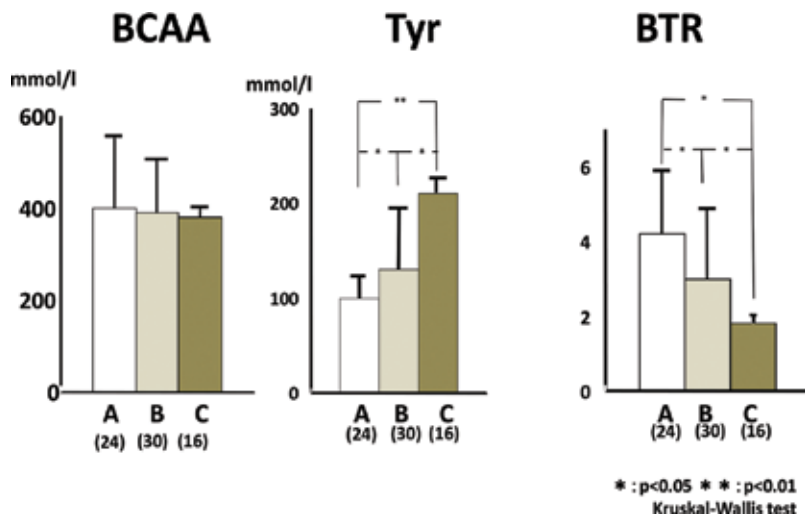 BCAA
Tyr
BTR
mmol/l
600
400
200
0
A B C
(24) (30) (16)
mmol/l
300
200
100
0
** 
* *
A B C
(24) (30) (16)
6
4
2
0
*
* *
A B C
(24) (30) (16)
* : p<0.05 * * : p<0.01
Kruskal-Wallis test